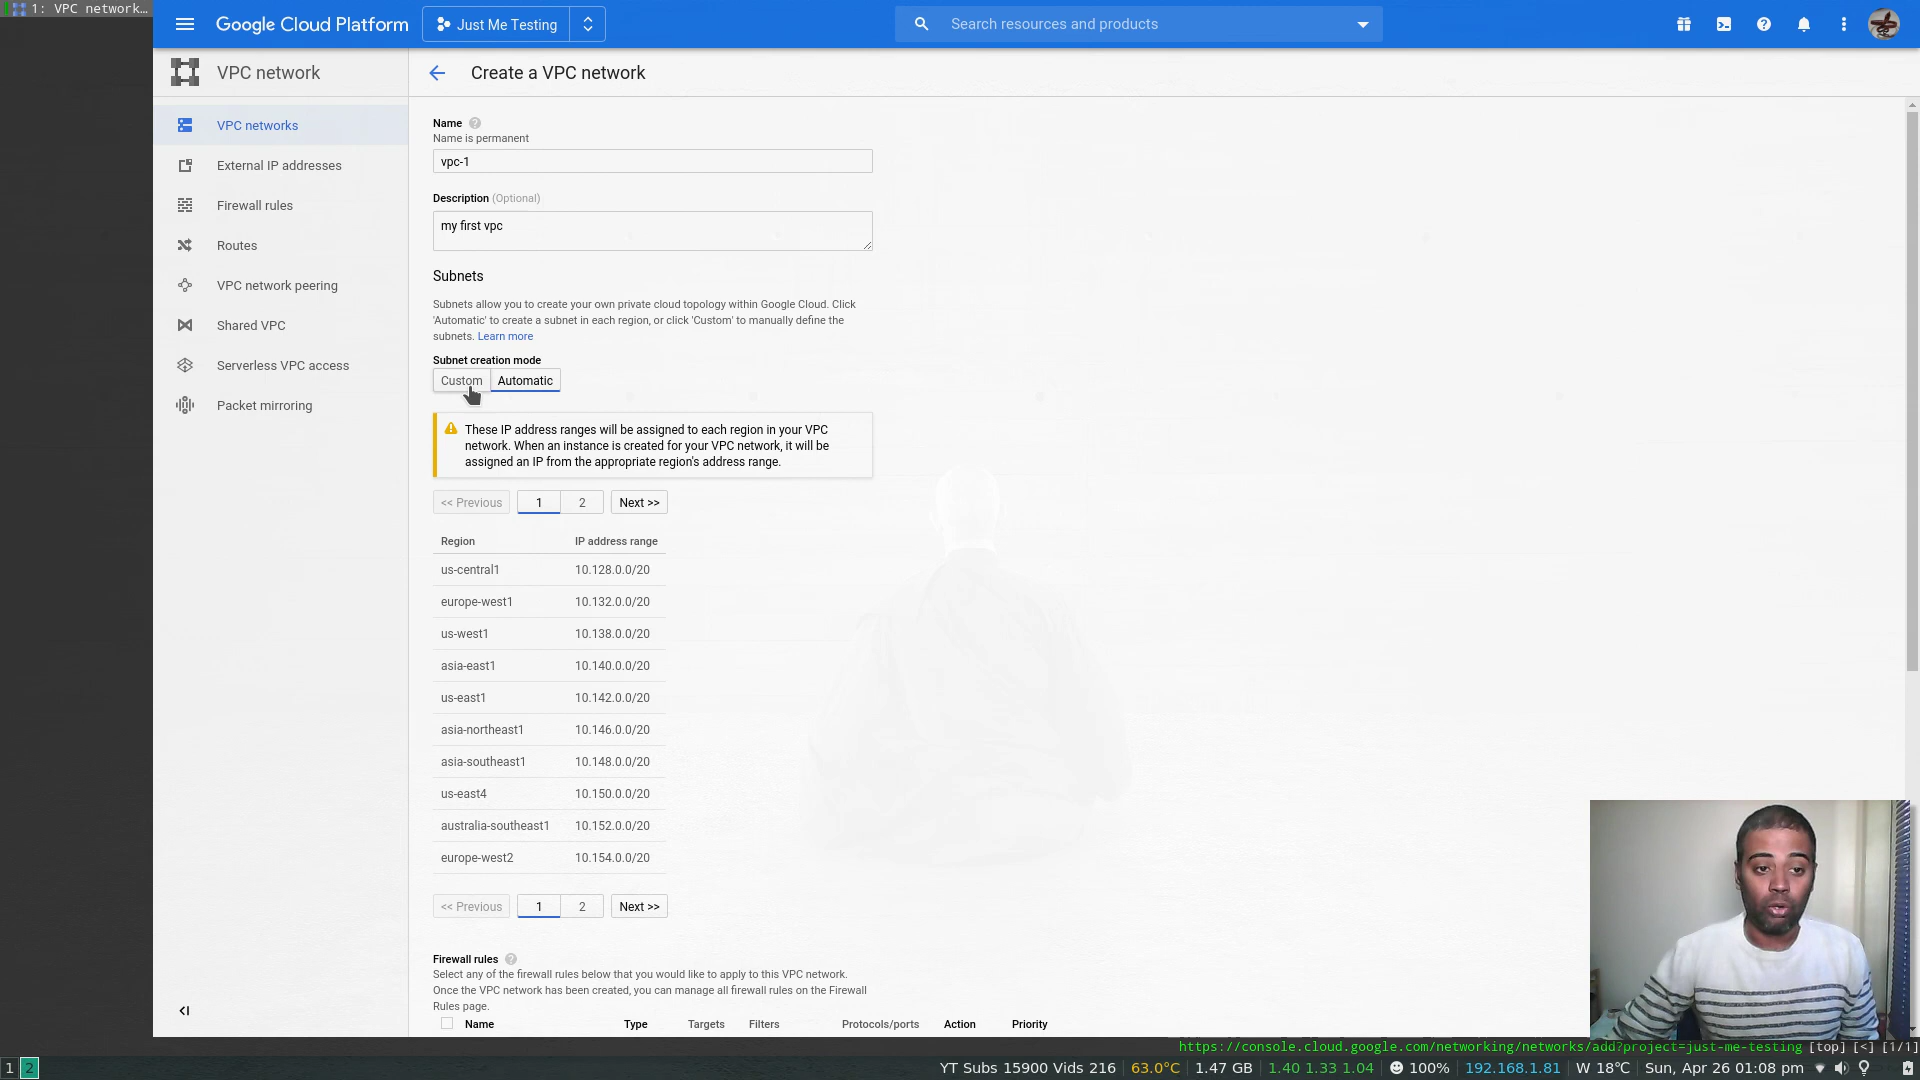 1: VPC network…
Google Cloud Platform
Just Me Testing
Search resources and products
VPC network
Create a VPC network
VPC networks
External IP addresses
Firewall rules
Routes
VPC network peering
Shared VPC
Serverless VPC access
Packet mirroring
Name
Name is permanent
vpc-1
Description (Optional)
my first vpc
Subnets
Subnets allow you to create your own private cloud topology within Google Cloud. Click
'Automatic' to create a subnet in each region, or click 'Custom' to manually define the
subnets. Learn more
Subnet creation mode
Custom Automatic
These IP address ranges will be assigned to each region in your VPC
network. When an instance is created for your VPC network, it will be
assigned an IP from the appropriate region's address range.
<< Previous 1 2 Next >>
Region IP address range
us-central1 10.128.0.0/20
europe-west1 10.132.0.0/20
us-west1 10.138.0.0/20
asia-east1 10.140.0.0/20
us-east1 10.142.0.0/20
asia-northeast1 10.146.0.0/20
asia-southeast1 10.148.0.0/20
us-east4 10.150.0.0/20
australia-southeast1 10.152.0.0/20
europe-west2 10.154.0.0/20
<< Previous 1 2 Next >>
Firewall rules
Select any of the firewall rules below that you would like to apply to this VPC network.
Once the VPC network has been created, you can manage all firewall rules on the Firewall
Rules page.
Name Type Targets Filters Protocols/ports Action Priority
https://console.cloud.google.com/networking/networks/add?project=just-me-testing [top] [<] [1/1]
1 2 YT Subs 15900 Vids 216 63.0°C 1.47 GB 1.40 1.33 1.04 100% 192.168.1.81 W 18℃ Sun, Apr 26 01:08 pm